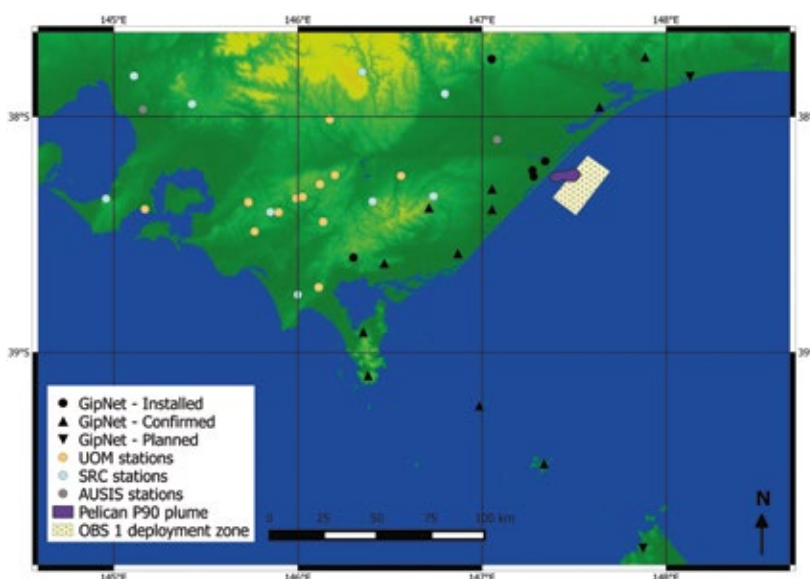 145°E 146°E 147°E 148°E
38°S 38°S
39°S 39°S
GipNet - Installed
GipNet - Confirmed
GipNet - Planned
UOM stations
SRC stations
AUSIS stations
Pelican P90 plume
OBS 1 deployment zone
0 25 50 75 100 km
N
145°E 146°E 147°E 148°E